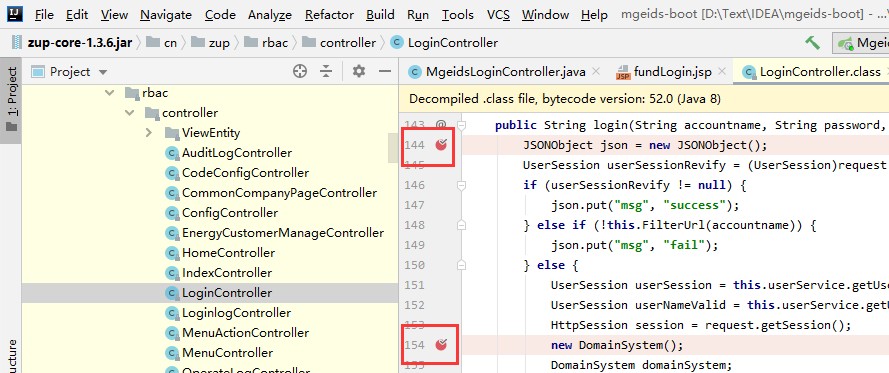 File Edit View Navigate Code Analyze Refactor Build Run Tools VCS Window Help mgeids-boot [D:\Text\IDEA\mgeids-boot] - ...\zup-core-
zup-core-1.3.6.jar cn zup rbac controller LoginController Mgeid
1: Project
Project
MgeidsLoginController.java fundLogin.jsp LoginController.class
Decompiled .class file, bytecode version: 52.0 (Java 8)
rbac
controller
ViewEntity
AuditLogController
CodeConfigController
CommonCompanyPageController
ConfigController
EnergyCustomerManageController
HomeController
IndexController
LoginController
LoginlogController
MenuActionController
MenuController
OperateLogController
ucture
143 @ public String login(String accountname, String password,
144 JSONObject json = new JSONObject();
145 UserSession userSessionRevify = (UserSession)request
146 if (userSessionRevify != null) {
147 json.put("msg", "success");
148 } else if (!this.FilterUrl(accountname)) {
149 json.put("msg", "fail");
150 } else {
151 UserSession userSession = this.userService.getUse
152 UserSession userNameValid = this.userService.getU
153 HttpSession session = request.getSession();
154 new DomainSystem();
155 DomainSystem domainSystem;